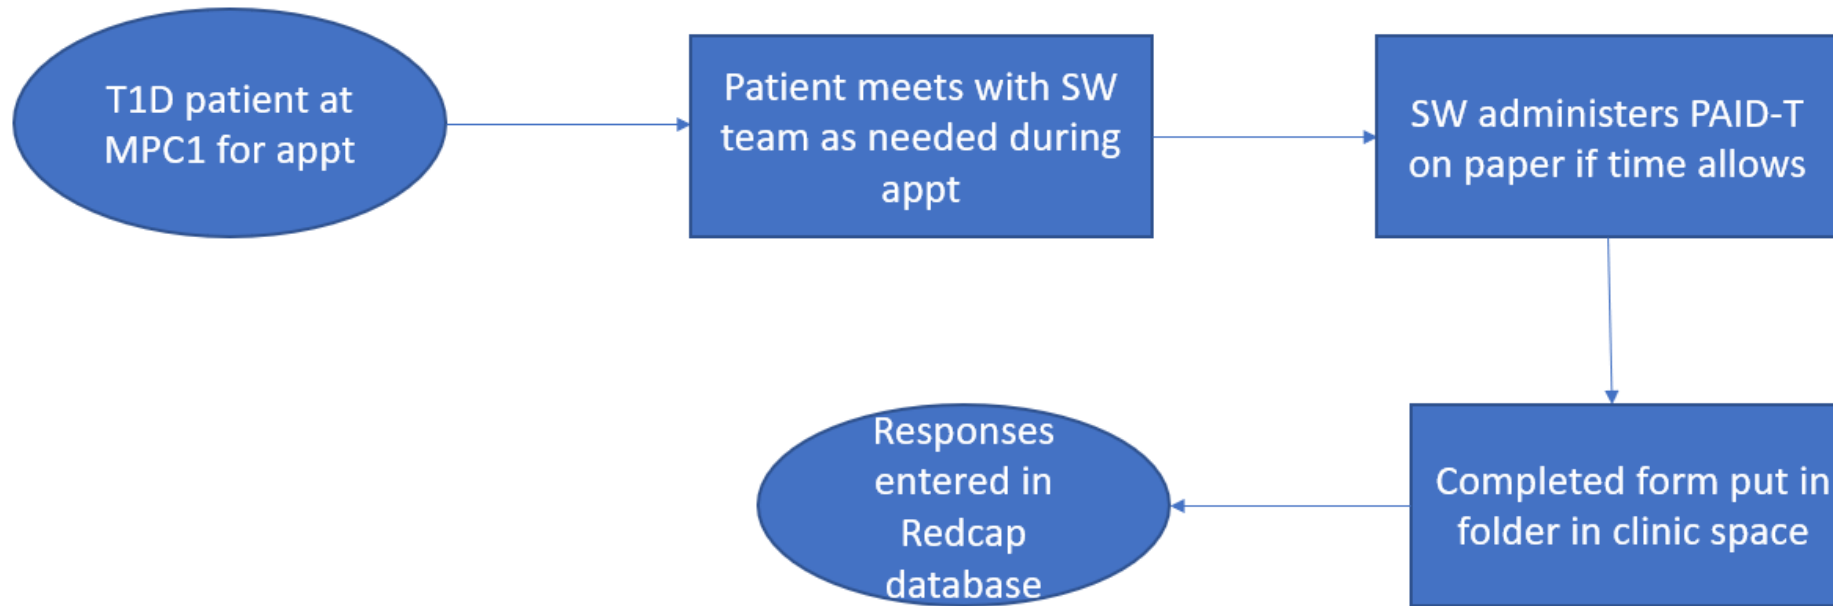 T1D patient at
MPC1 for appt
Patient meets with SW
team as needed during
appt
SW administers PAID-T
on paper if time allows
Completed form put in
folder in clinic space
Responses
entered in
Redcap
database